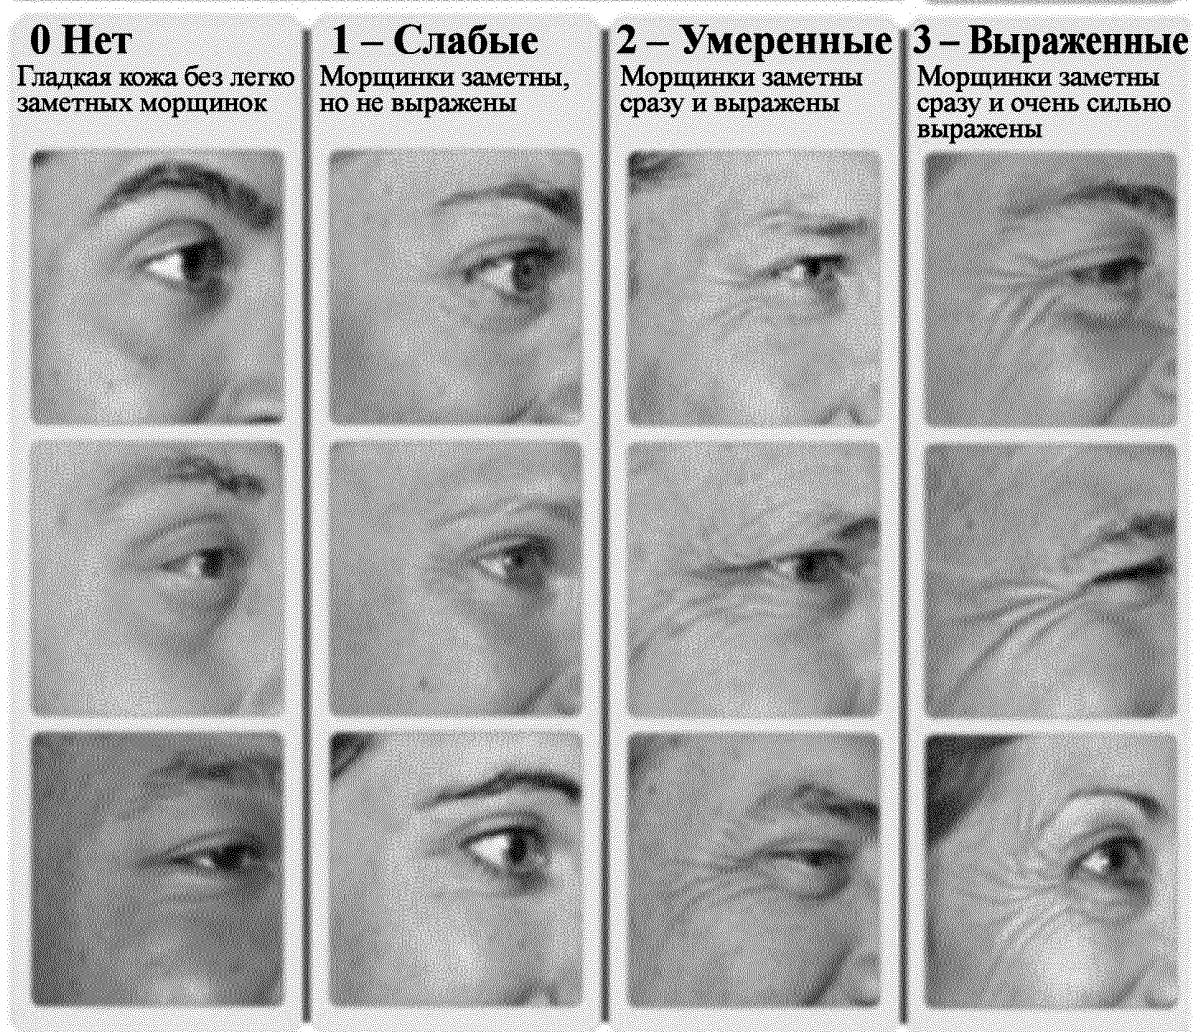 0 Нет
Гладкая кожа без легко
заметных морщинок
1 – Слабые
Морщинки заметны,
но не выражены
2 – Умеренные
Морщинки заметны
сразу и выражены
3 – Выраженные
Морщинки заметны
сразу и очень сильно
выражены